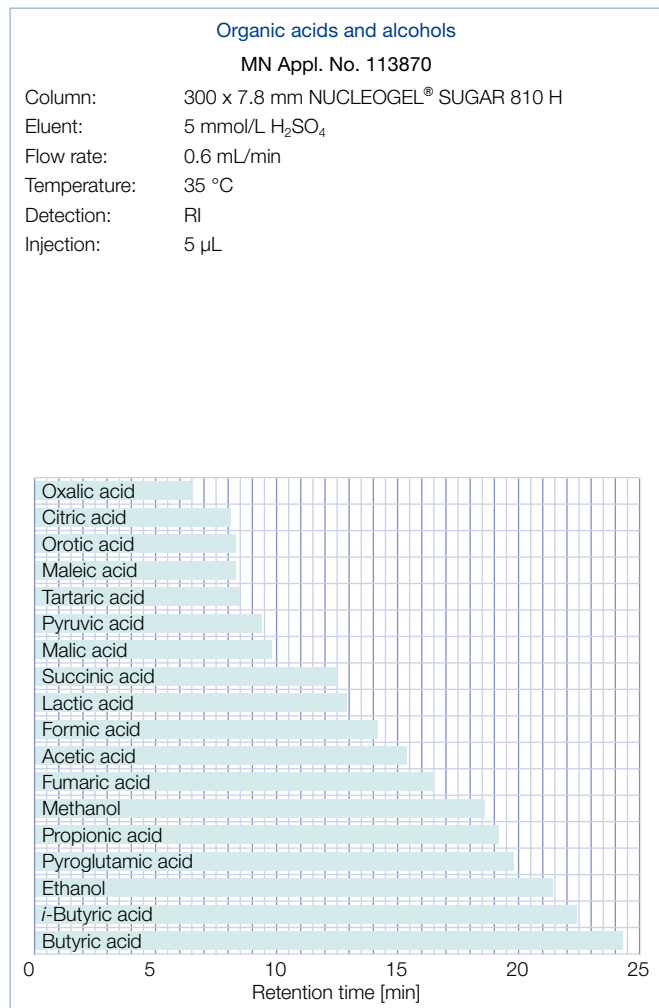 Organic acids and alcohols
MN Appl. No. 113870
Column: 300 x 7.8 mm NUCLEOGEL® SUGAR 810 H
Eluent: 5 mmol/L H₂SO₄
Flow rate: 0.6 mL/min
Temperature: 35 °C
Detection: RI
Injection: 5 µL
Oxalic acid
Citric acid
Orotic acid
Maleic acid
Tartaric acid
Pyruvic acid
Malic acid
Succinic acid
Lactic acid
Formic acid
Acetic acid
Fumaric acid
Methanol
Propionic acid
Pyroglutamic acid
Ethanol
i-Butyric acid
Butyric acid
0 5 10 15 20 25
Retention time [min]